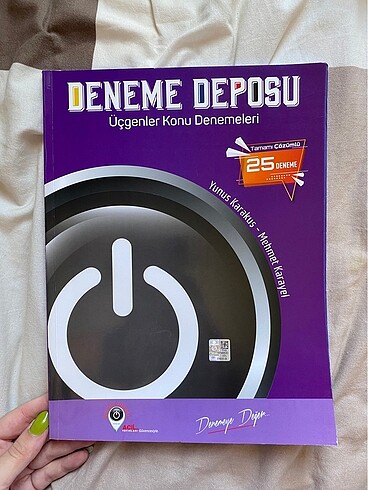 DENEME DEPOSU
Üçgenler Konu Denemeleri
Tamamı Çözümlü
25 DENEME
Yunus Karakuş - Mehmet Karayel
Denemeye Değer...